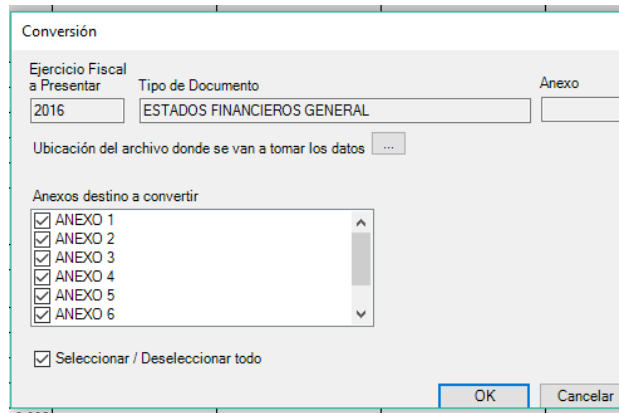 Conversión
Ejercicio Fiscal
a Presentar
Tipo de Documento
Anexo
2016
ESTADOS FINANCIEROS GENERAL
Ubicación del archivo donde se van a tomar los datos ...
Anexos destino a convertir
ANEXO 1
ANEXO 2
ANEXO 3
ANEXO 4
ANEXO 5
ANEXO 6
Seleccionar / Deseleccionar todo
OK
Cancelar